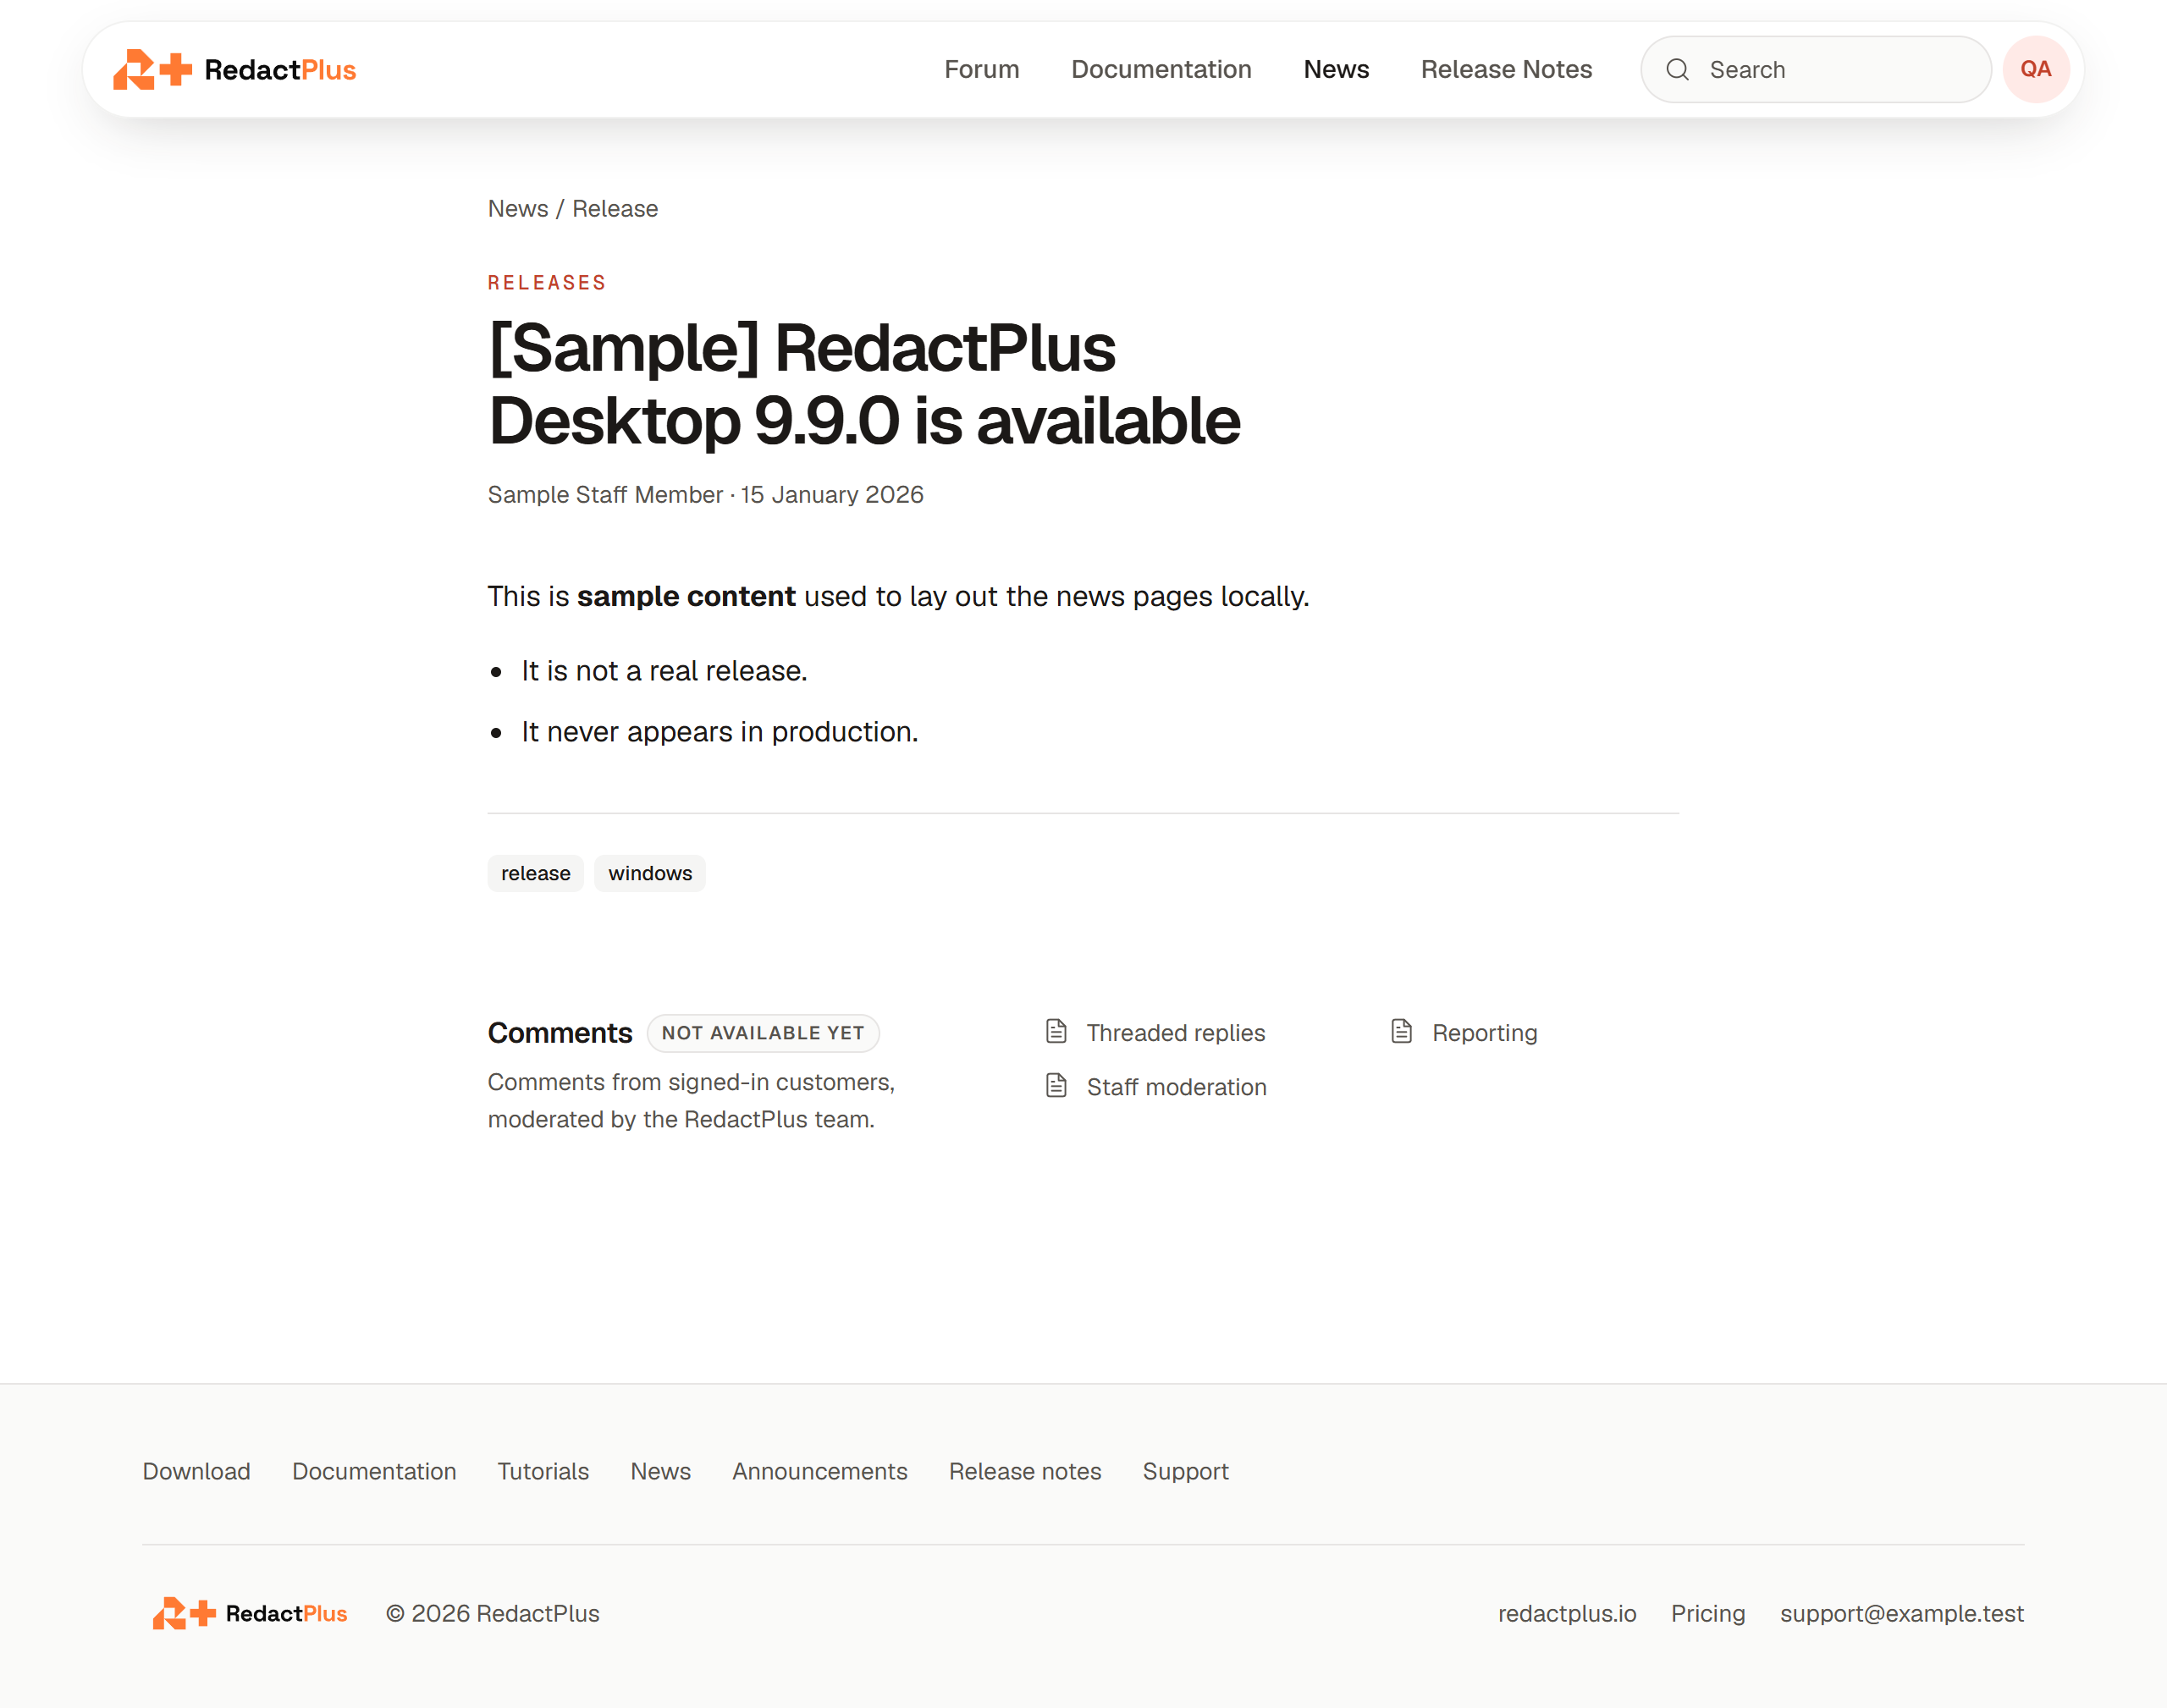 RedactPlus
Forum
Documentation
News
Release Notes
Search
QA
News / Release
RELEASES
[Sample] RedactPlus
Desktop 9.9.0 is available
Sample Staff Member · 15 January 2026
This is sample content used to lay out the news pages locally.
It is not a real release.
It never appears in production.
release
windows
Comments
NOT AVAILABLE YET
Comments from signed-in customers,
moderated by the RedactPlus team.
Threaded replies
Reporting
Staff moderation
Download
Documentation
Tutorials
News
Announcements
Release notes
Support
RedactPlus
© 2026 RedactPlus
redactplus.io
Pricing
support@example.test